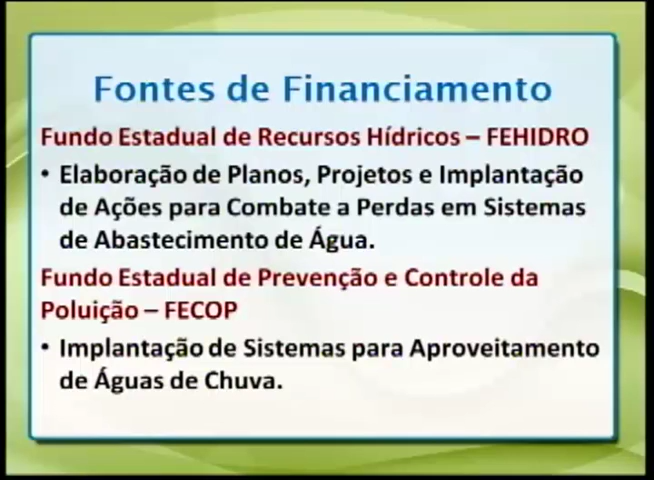 Fontes de Financiamento
Fundo Estadual de Recursos Hídricos – FEHIDRO
• Elaboração de Planos, Projetos e Implantação
de Ações para Combate a Perdas em Sistemas
de Abastecimento de Água.
Fundo Estadual de Prevenção e Controle da
Poluição – FECOP
• Implantação de Sistemas para Aproveitamento
de Águas de Chuva.